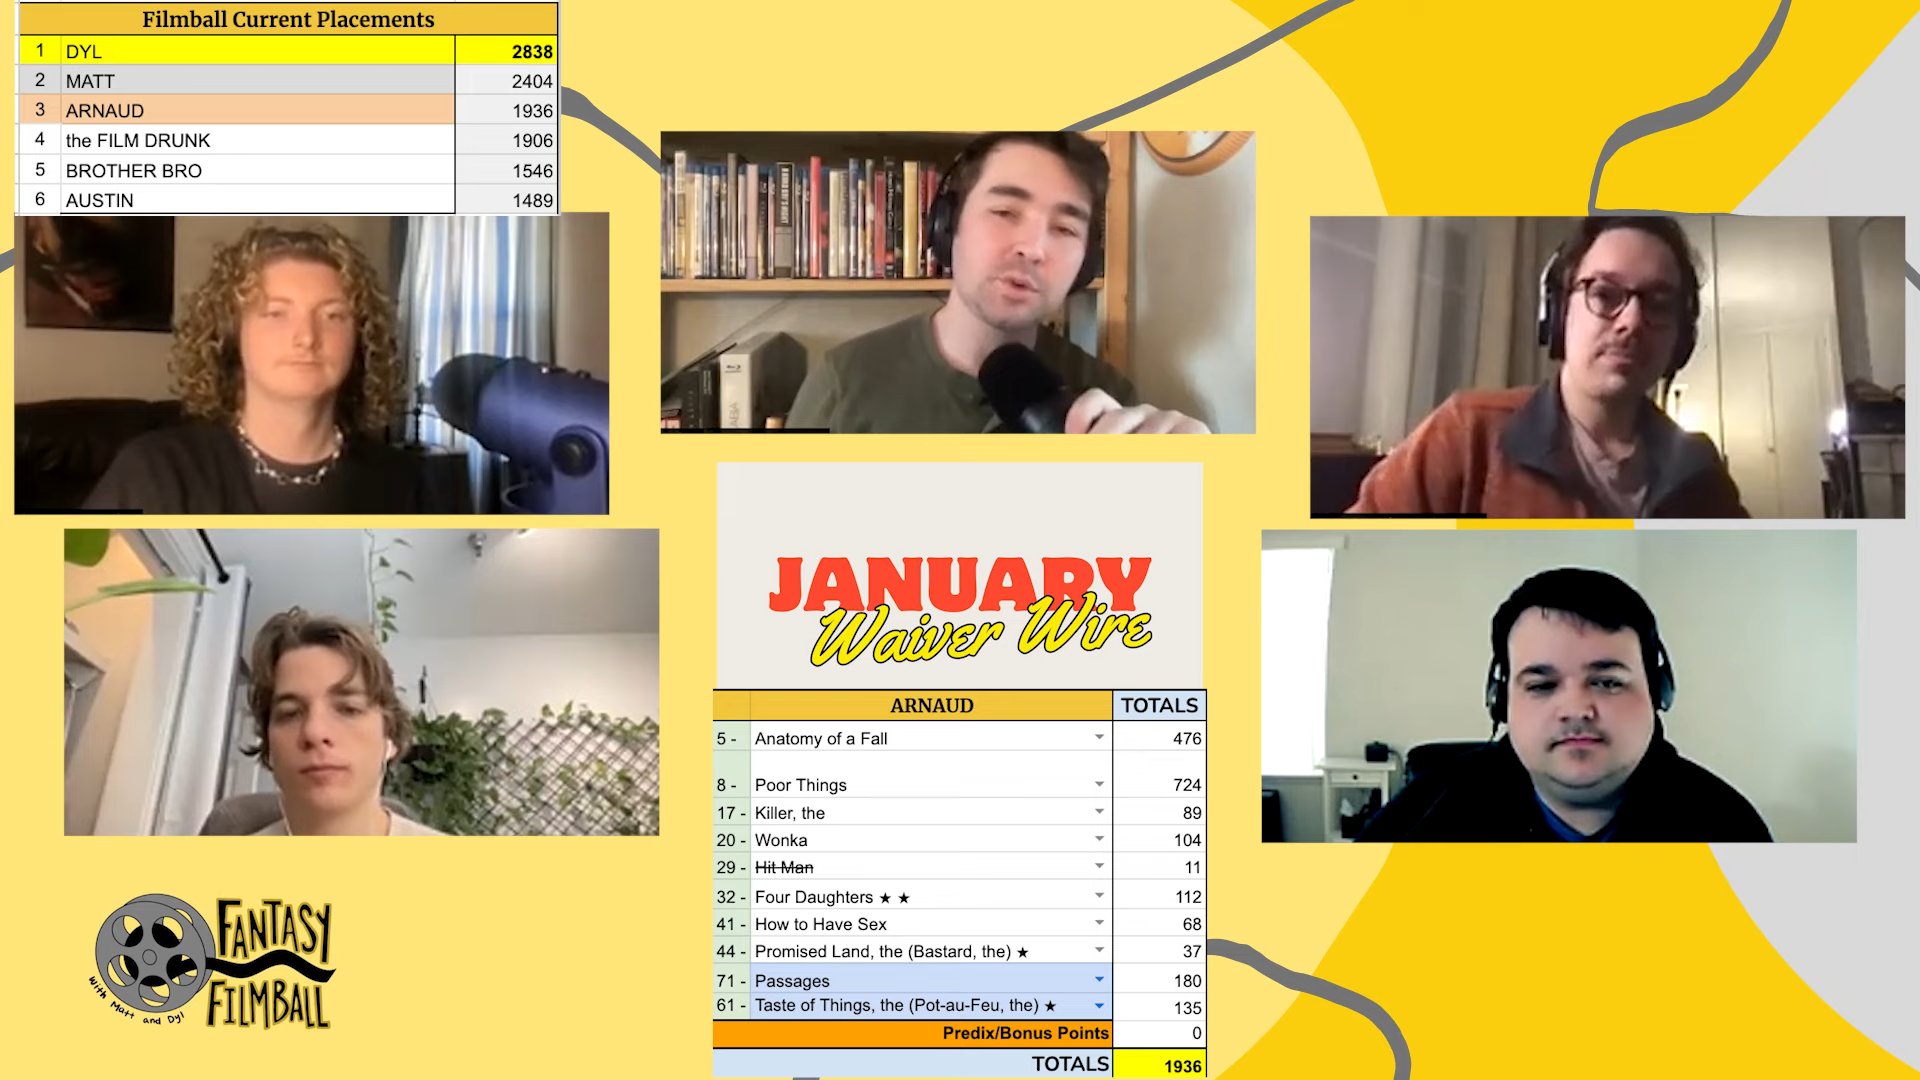 Filmball Current Placements
1 DYL 2838
2 MATT 2404
3 ARNAUD 1936
4 the FILM DRUNK 1906
5 BROTHER BRO 1546
6 AUSTIN 1489
JANUARY
Waiver Wire
ARNAUD TOTALS
5 - Anatomy of a Fall 476
8 - Poor Things 724
17 - Killer, the 89
20 - Wonka 104
29 - Hit Man 11
32 - Four Daughters ★ ★ 112
41 - How to Have Sex 68
44 - Promised Land, the (Bastard, the) ★ 37
71 - Passages 180
61 - Taste of Things, the (Pot-au-Feu, the) ★ 135
Predix/Bonus Points 0
TOTALS 1936
FANTASY
FILMBALL
with Matt and Dyl